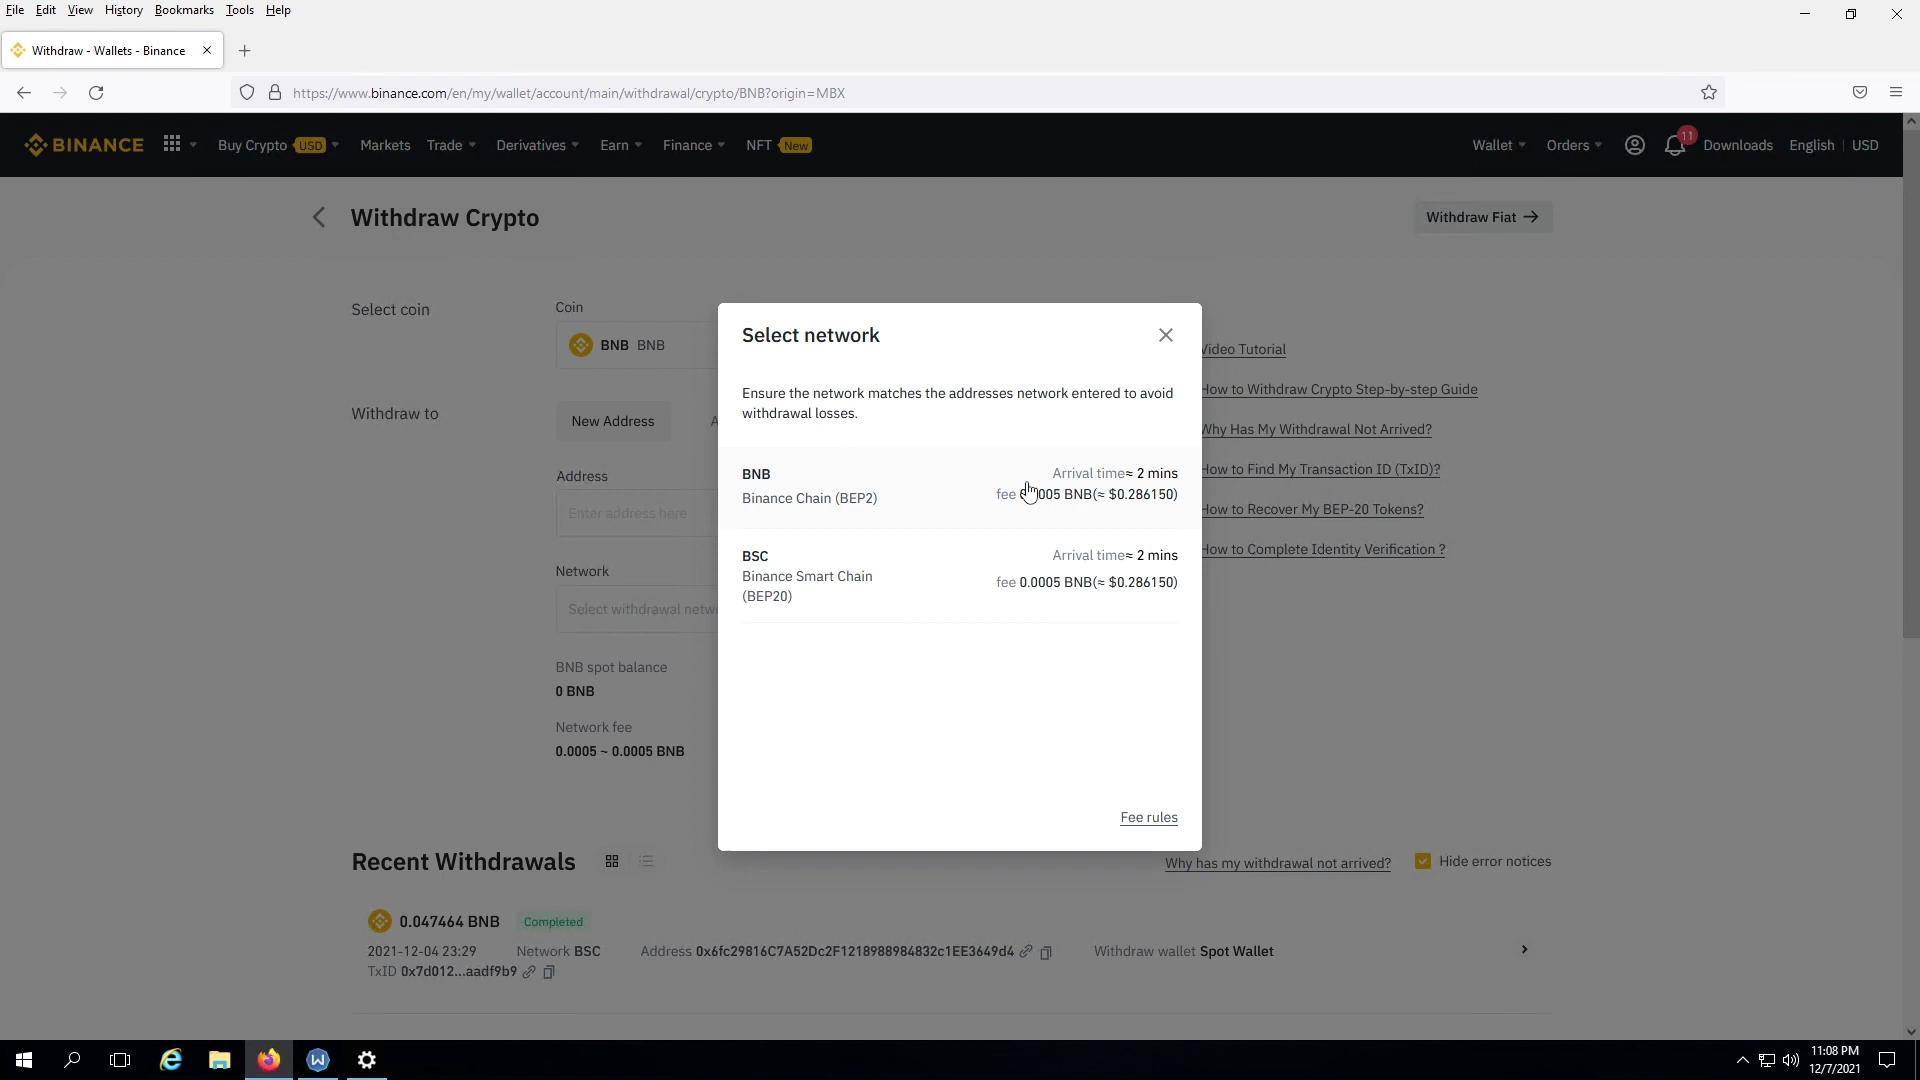 File Edit View History Bookmarks Tools Help
Withdraw - Wallets - Binance
https://www.binance.com/en/my/wallet/account/main/withdrawal/crypto/BNB?origin=MBX
BINANCE Buy Crypto USD Markets Trade Derivatives Earn Finance NFT New Wallet Orders 11 Downloads English USD
Withdraw Crypto
Withdraw Fiat →
Select coin
Coin
BNB BNB
Withdraw to
New Address
A
Address
Enter address here
Network
Select withdrawal netw
BNB spot balance
0 BNB
Network fee
0.0005 ~ 0.0005 BNB
Select network
Ensure the network matches the addresses network entered to avoid
withdrawal losses.
BNB Arrival time≈ 2 mins
Binance Chain (BEP2) fee 005 BNB(≈ $0.286150)
BSC Arrival time≈ 2 mins
Binance Smart Chain
(BEP20)
fee 0.0005 BNB(≈ $0.286150)
Fee rules
Video Tutorial
How to Withdraw Crypto Step-by-step Guide
Why Has My Withdrawal Not Arrived?
How to Find My Transaction ID (TxID)?
How to Recover My BEP-20 Tokens?
How to Complete Identity Verification ?
Recent Withdrawals
Why has my withdrawal not arrived?
Hide error notices
0.047464 BNB Completed
2021-12-04 23:29 Network BSC Address 0x6fc29816C7A52Dc2F1218988984832c1EE3649d4 Withdraw wallet Spot Wallet
TxID 0x7d012...aadf9b9
11:08 PM
12/7/2021